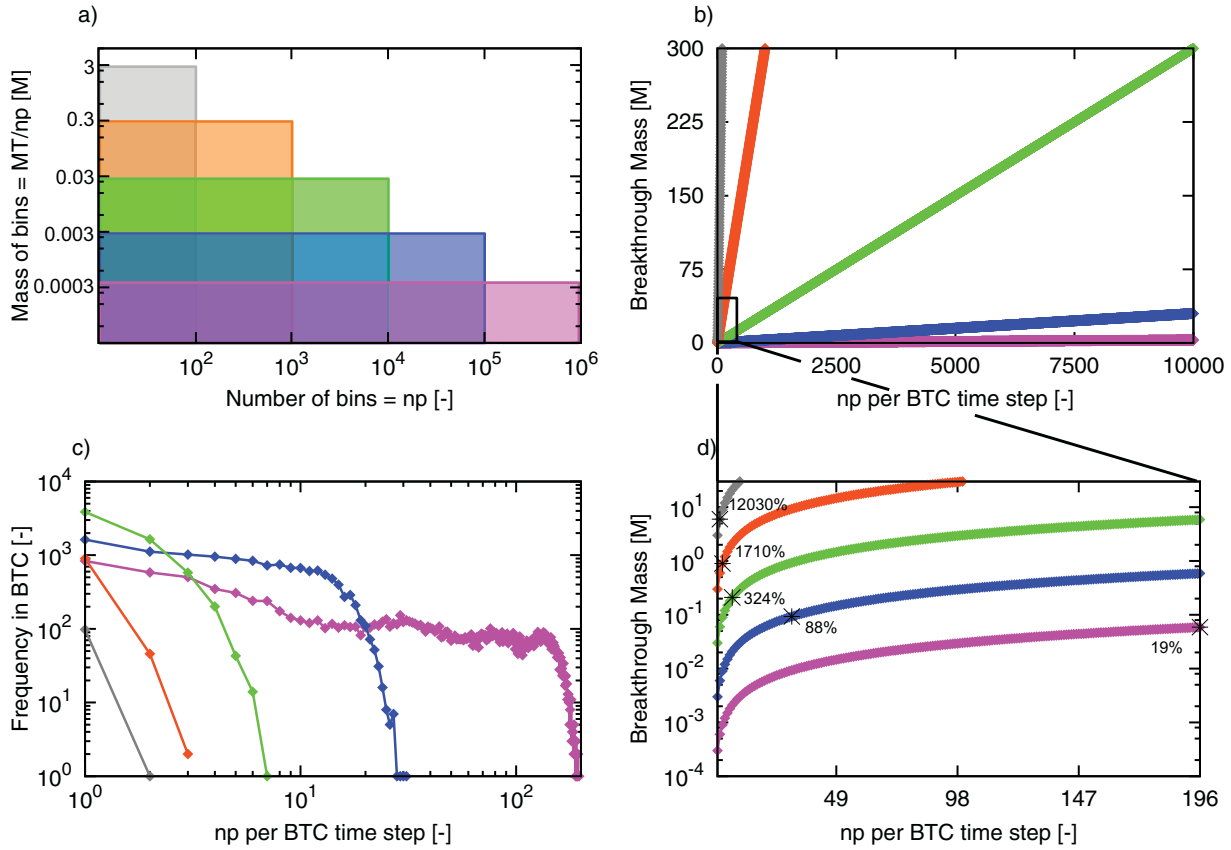 a)
Mass of bins = MT/np [M]
3
0.3
0.03
0.003
0.0003
10^2 10^3 10^4 10^5 10^6
Number of bins = np [-]
b)
Breakthrough Mass [M]
300
225
150
75
0
0 2500 5000 7500 10000
np per BTC time step [-]
c)
Frequency in BTC [-]
10^4
10^3
10^2
10^1
10^0
10^0 10^1 10^2
np per BTC time step [-]
d)
Breakthrough Mass [M]
10^1
10^0
10^-1
10^-2
10^-3
10^-4
12030%
1710%
324%
88%
19%
49 98 147 196
np per BTC time step [-]